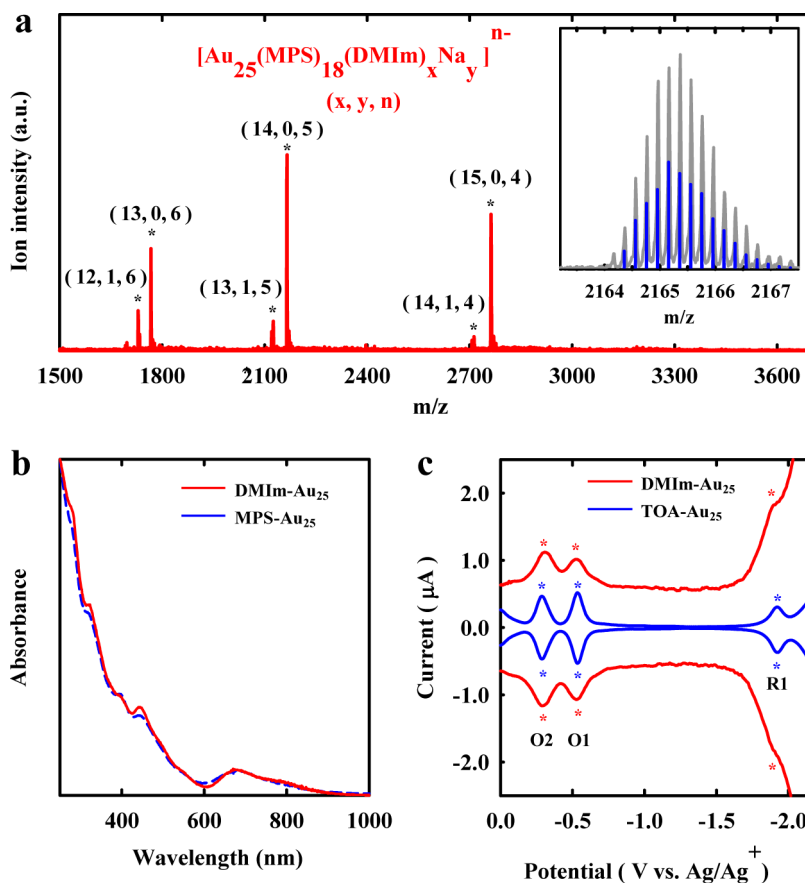 a
[Au25(MPS)18(DMIm)xNay]n-
(x, y, n)
( 14, 0, 5 )
*
( 15, 0, 4 )
*
( 13, 0, 6 )
*
( 12, 1, 6 )
*
( 13, 1, 5 )
*
( 14, 1, 4 )
*
Ion intensity (a.u.)
2164 2165 2166 2167
m/z
1500 1800 2100 2400 2700 3000 3300 3600
m/z
b
DMIm-Au25
MPS-Au25
Absorbance
400 600 800 1000
Wavelength (nm)
c
DMIm-Au25
TOA-Au25
2.0
1.0
0.0
-1.0
-2.0
Current ( μA )
* * *
* * *
* * *
R1
* * *
O2 O1
0.0 -0.5 -1.0 -1.5 -2.0
Potential ( V vs. Ag/Ag+ )